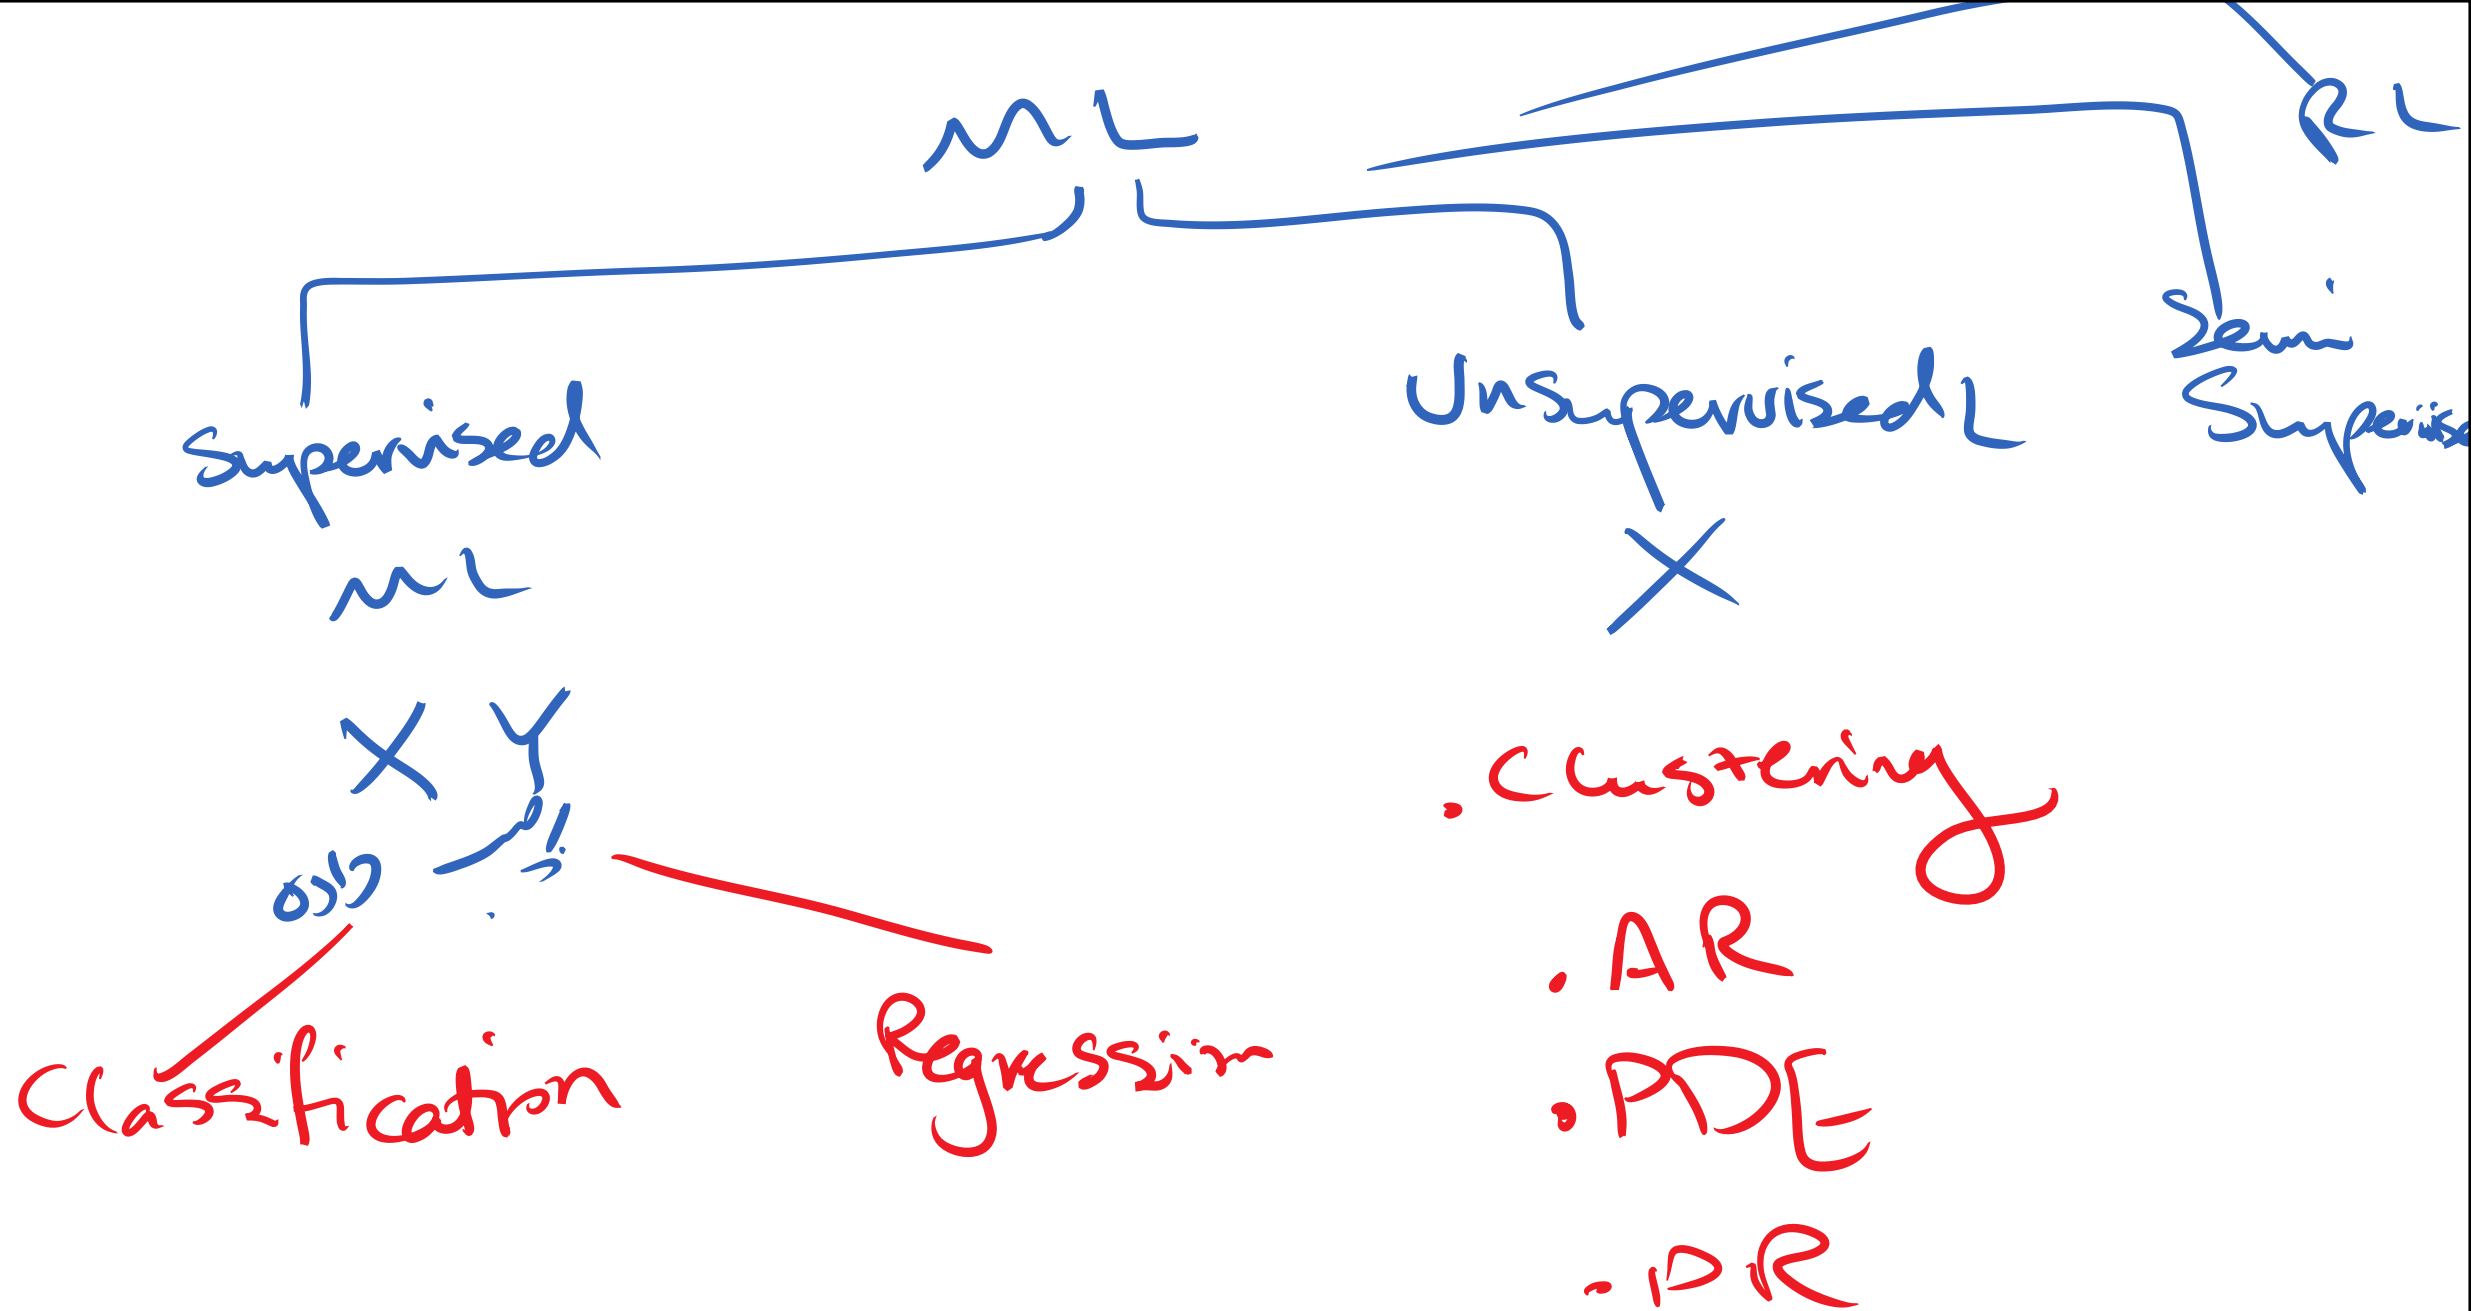 ML
RL
Supervised
ML
X Y
Classification
Regression
Unsupervised L
X
. Clustering
. AR
. PDE
. DR
Semi
Supervise